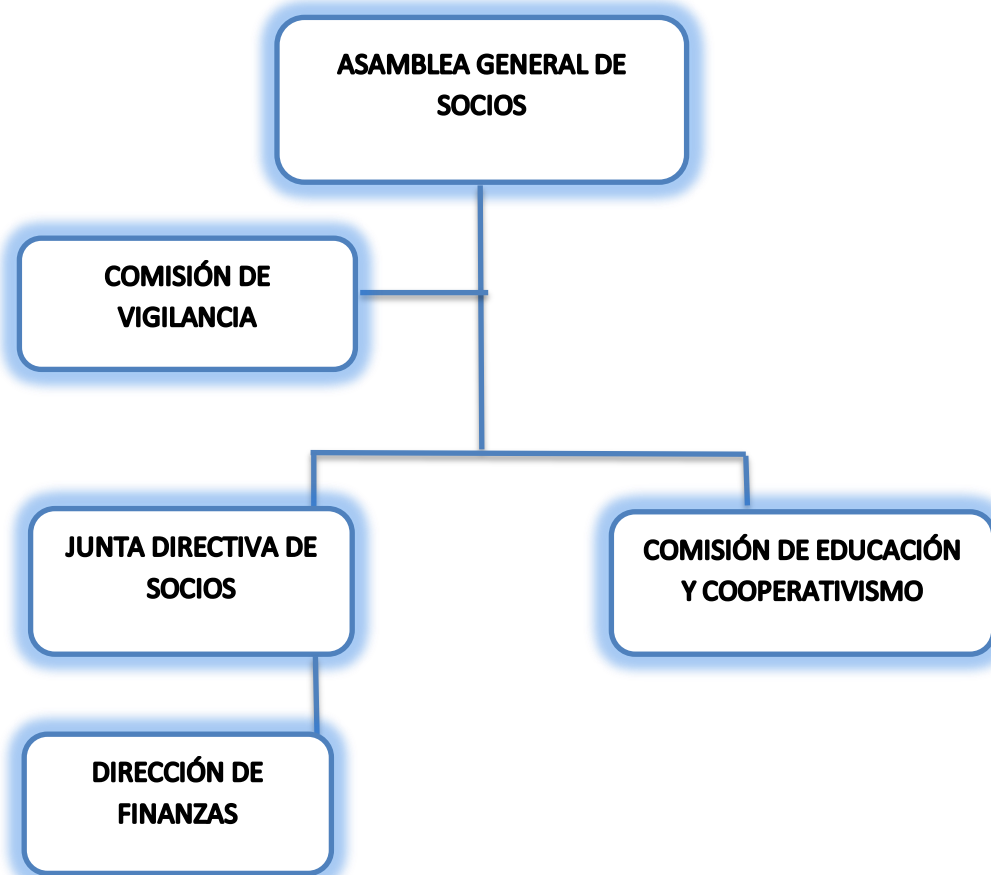 ASAMBLEA GENERAL DE
SOCIOS
COMISIÓN DE
VIGILANCIA
JUNTA DIRECTIVA DE
SOCIOS
COMISIÓN DE EDUCACIÓN
Y COOPERATIVISMO
DIRECCIÓN DE
FINANZAS